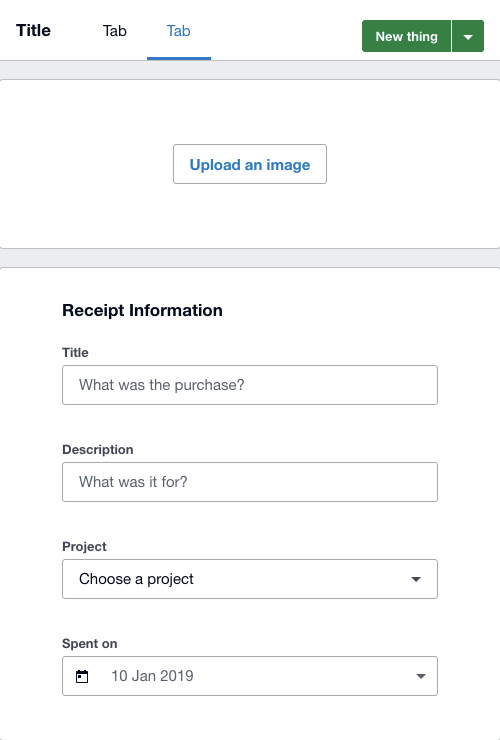 Title Tab Tab New thing
Upload an image
Receipt Information
Title
What was the purchase?
Description
What was it for?
Project
Choose a project
Spent on
10 Jan 2019